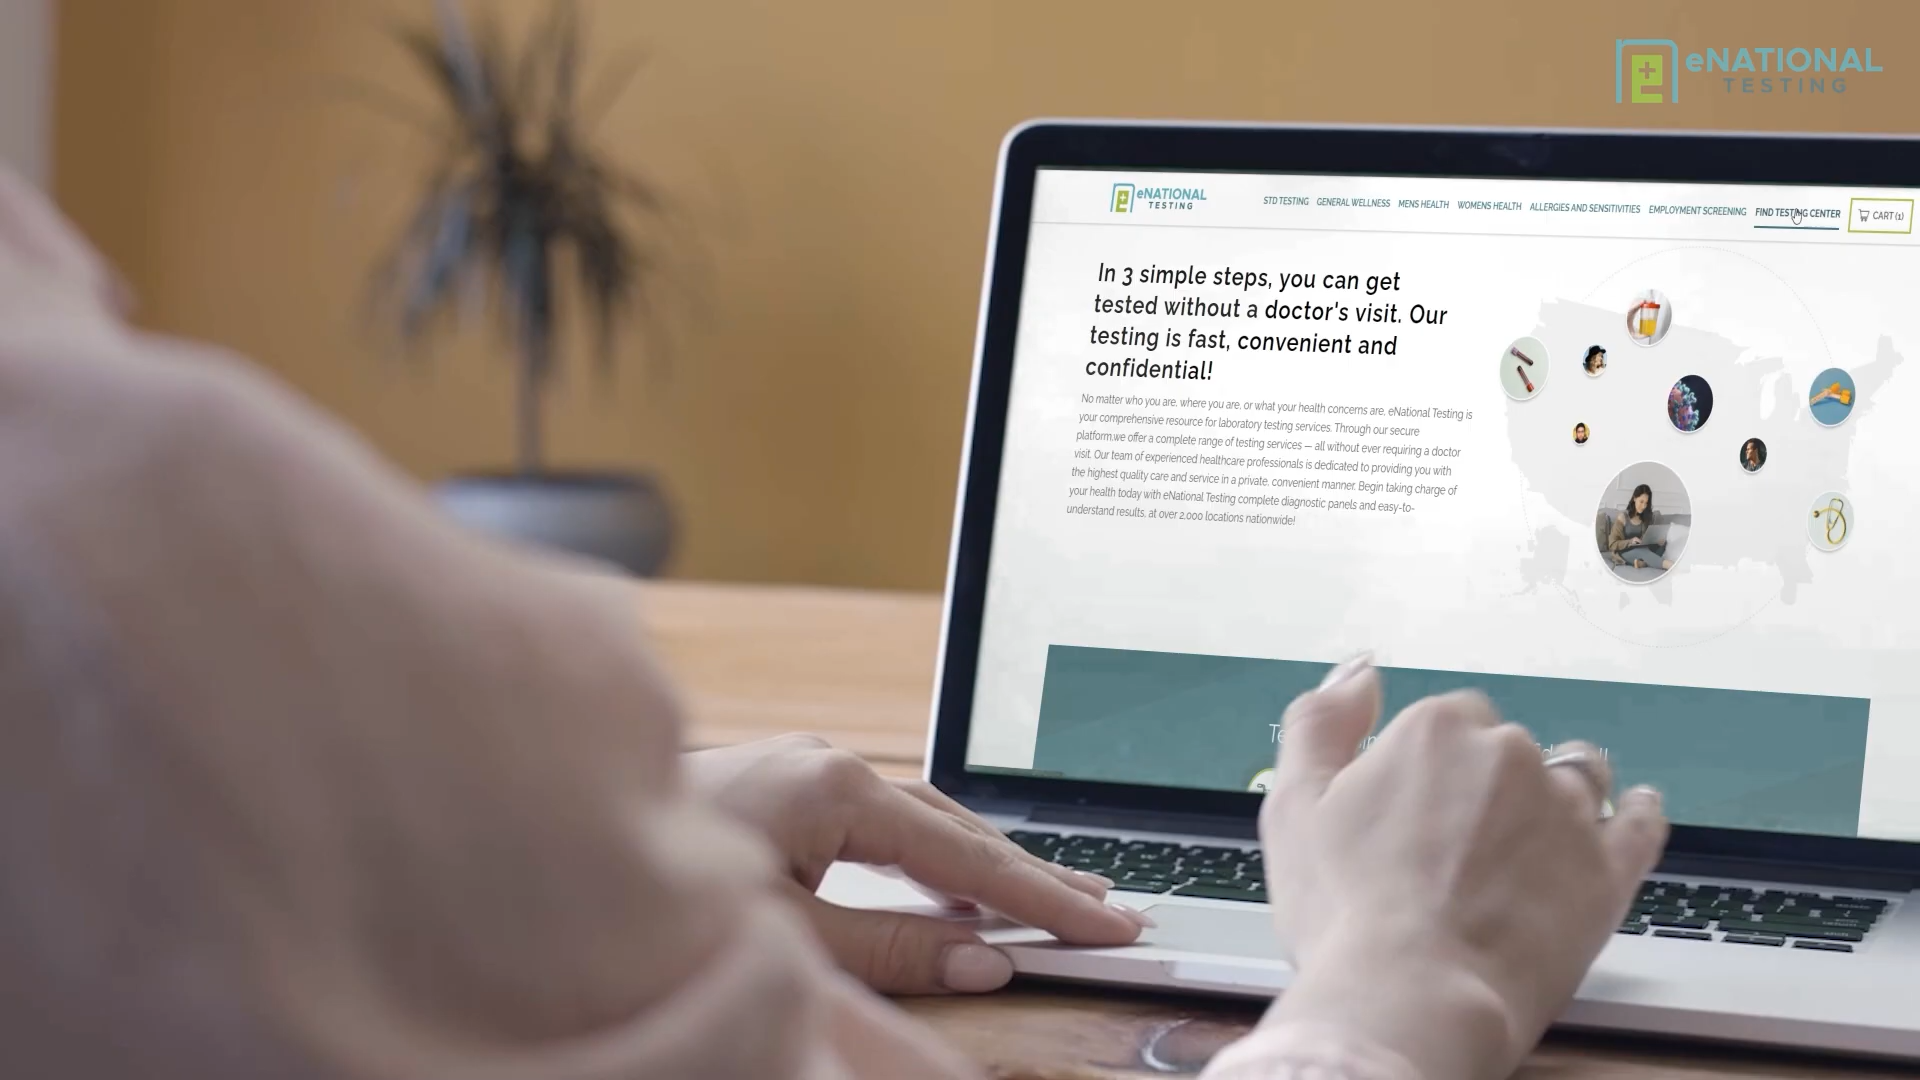 eNATIONAL
TESTING
eNATIONAL
TESTING
STD TESTING GENERAL WELLNESS MENS HEALTH WOMENS HEALTH ALLERGIES AND SENSITIVITIES EMPLOYMENT SCREENING FIND TESTING CENTER CART (1)
In 3 simple steps, you can get
tested without a doctor's visit. Our
testing is fast, convenient and
confidential!
No matter who you are, where you are, or what your health concerns are, eNational Testing is
your comprehensive resource for laboratory testing services. Through our secure
platform,we offer a complete range of testing services — all without ever requiring a doctor
visit. Our team of experienced healthcare professionals is dedicated to providing you with
the highest quality care and service in a private, convenient manner. Begin taking charge of
your health today with eNational Testing complete diagnostic panels and easy-to-
understand results, at over 2,000 locations nationwide!